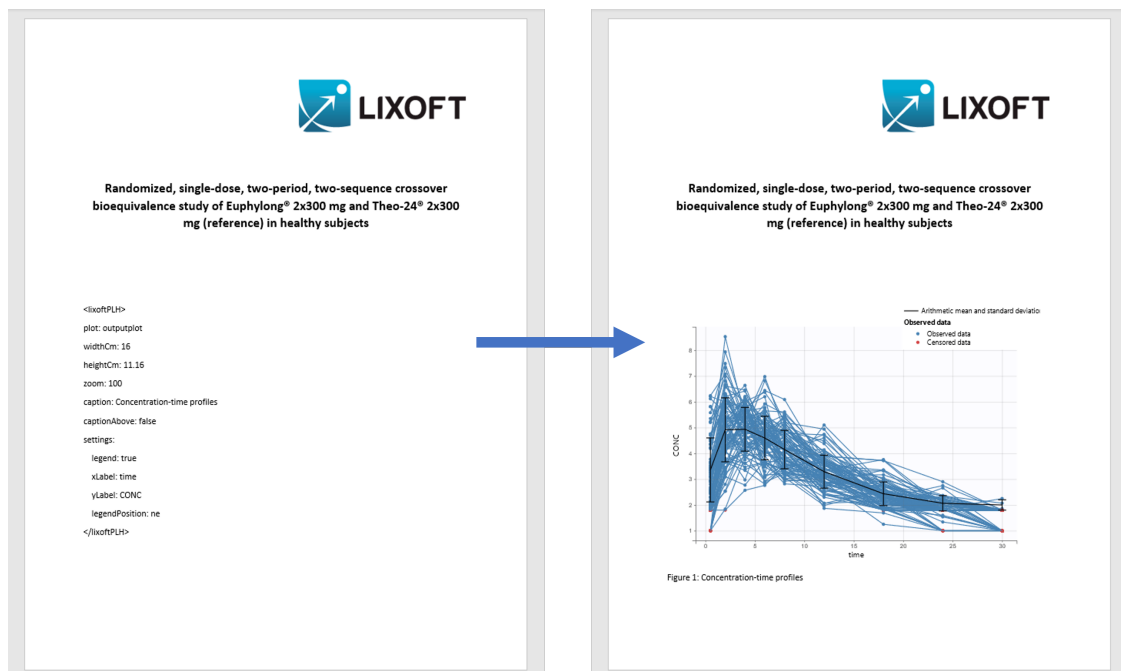 LIXOFT
Randomized, single-dose, two-period, two-sequence crossover
bioequivalence study of Euphylong® 2x300 mg and Theo-24® 2x300
mg (reference) in healthy subjects
<lixoftPLH>
plot: outputplot
widthCm: 16
heightCm: 11.16
zoom: 100
caption: Concentration-time profiles
captionAbove: false
settings:
legend: true
xLabel: time
yLabel: CONC
legendPosition: ne
</lixoftPLH>
LIXOFT
Randomized, single-dose, two-period, two-sequence crossover
bioequivalence study of Euphylong® 2x300 mg and Theo-24® 2x300
mg (reference) in healthy subjects
Arithmetic mean and standard deviatio
Observed data
Observed data
Censored data
8
7
6
5
4
3
2
1
CONC
0 5 10 15 20 25 30
time
Figure 1: Concentration-time profiles